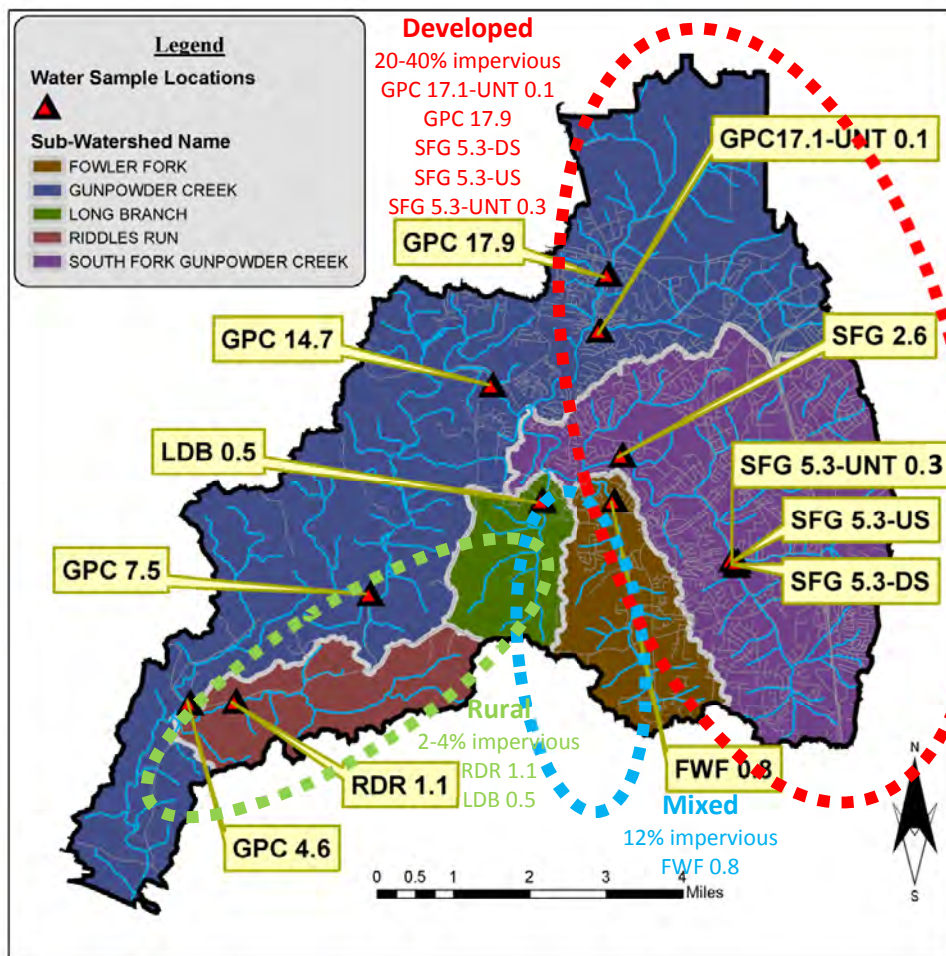 Legend
Water Sample Locations
Sub-Watershed Name
FOWLER FORK
GUNPOWDER CREEK
LONG BRANCH
RIDDLES RUN
SOUTH FORK GUNPOWDER CREEK
Developed
20-40% impervious
GPC 17.1-UNT 0.1
GPC 17.9
SFG 5.3-DS
SFG 5.3-US
SFG 5.3-UNT 0.3
GPC17.1-UNT 0.1
GPC 17.9
GPC 14.7
SFG 2.6
LDB 0.5
SFG 5.3-UNT 0.3
SFG 5.3-US
SFG 5.3-DS
GPC 7.5
Rural
2-4% impervious
RDR 1.1
LDB 0.5
RDR 1.1
GPC 4.6
FWF 0.8
Mixed
12% impervious
FWF 0.8
N
S
0 0.5 1 2 3 4
Miles